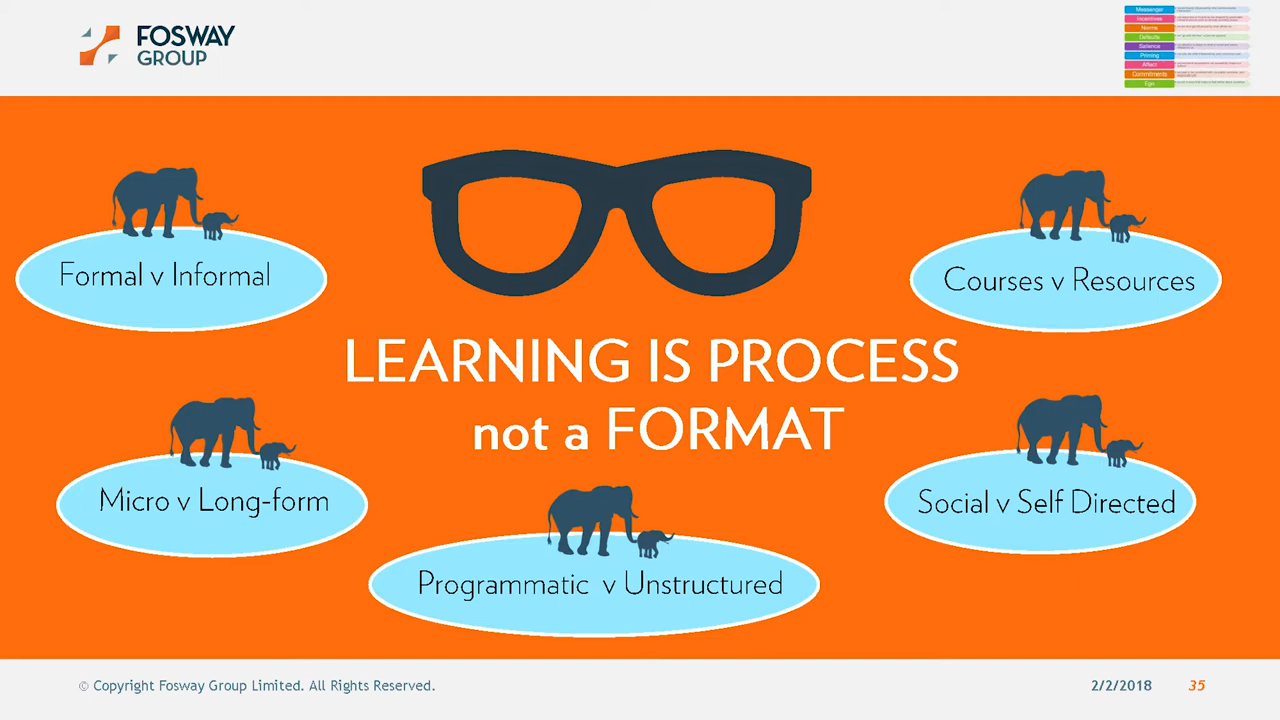 FOSWAY
GROUP
Messenger
Incentives
Norms
Defaults
Salience
Priming
Affect
Commitments
Ego
Formal v Informal
Courses v Resources
LEARNING IS PROCESS
not a FORMAT
Micro v Long-form
Social v Self Directed
Programmatic v Unstructured
© Copyright Fosway Group Limited. All Rights Reserved.
2/2/2018
35